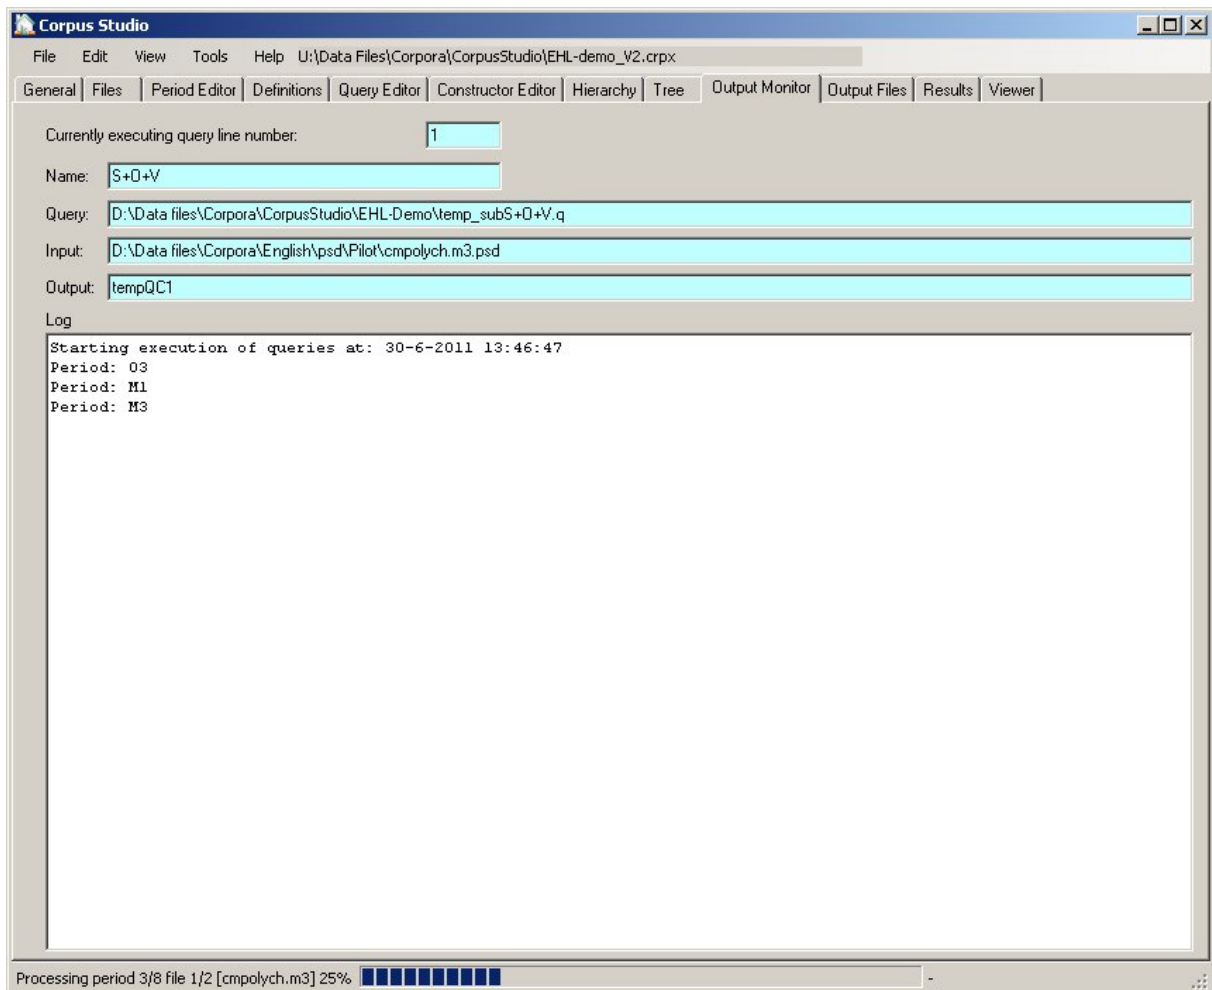 Corpus Studio
File Edit View Tools Help U:\Data Files\Corpora\CorpusStudio\EHL-demo_V2.crpx
General Files Period Editor Definitions Query Editor Constructor Editor Hierarchy Tree Output Monitor Output Files Results Viewer
Currently executing query line number: 1
Name: S+O+V
Query: D:\Data files\Corpora\CorpusStudio\EHL-Demo\temp_subS+O+V.q
Input: D:\Data files\Corpora\English\psd\Pilot\cmpolych.m3.psd
Output: tempQC1
Log
Starting execution of queries at: 30-6-2011 13:46:47
Period: O3
Period: M1
Period: M3
Processing period 3/8 file 1/2 [cmpolych.m3] 25% -